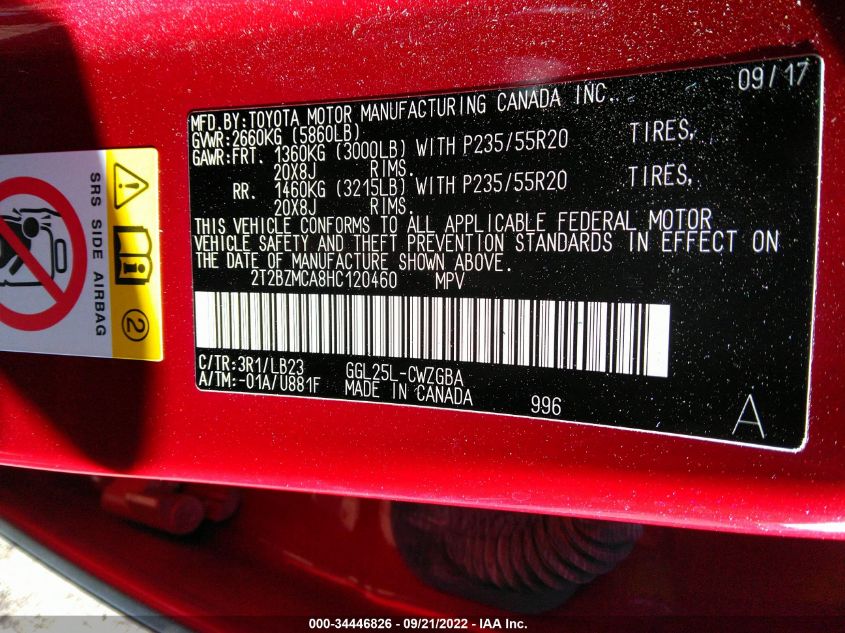 09/17
MFD.BY:TOYOTA MOTOR MANUFACTURING CANADA INC.
GVWR:2660KG (5860LB)
GAWR:FRT. 1360KG (3000LB) WITH P235/55R20 TIRES,
20X8J RIMS.
RR. 1460KG (3215LB) WITH P235/55R20 TIRES,
20X8J RIMS.
THIS VEHICLE CONFORMS TO ALL APPLICABLE FEDERAL MOTOR
VEHICLE SAFETY AND THEFT PREVENTION STANDARDS IN EFFECT ON
THE DATE OF MANUFACTURE SHOWN ABOVE.
2T2BZMCA8HC120460 MPV
C/TR:3R1/LB23 GGL25L-CWZGBA
A/TM:-01A/U881F MADE IN CANADA
996
A
SRS SIDE AIRBAG
2
000-34446826 - 09/21/2022 - IAA Inc.